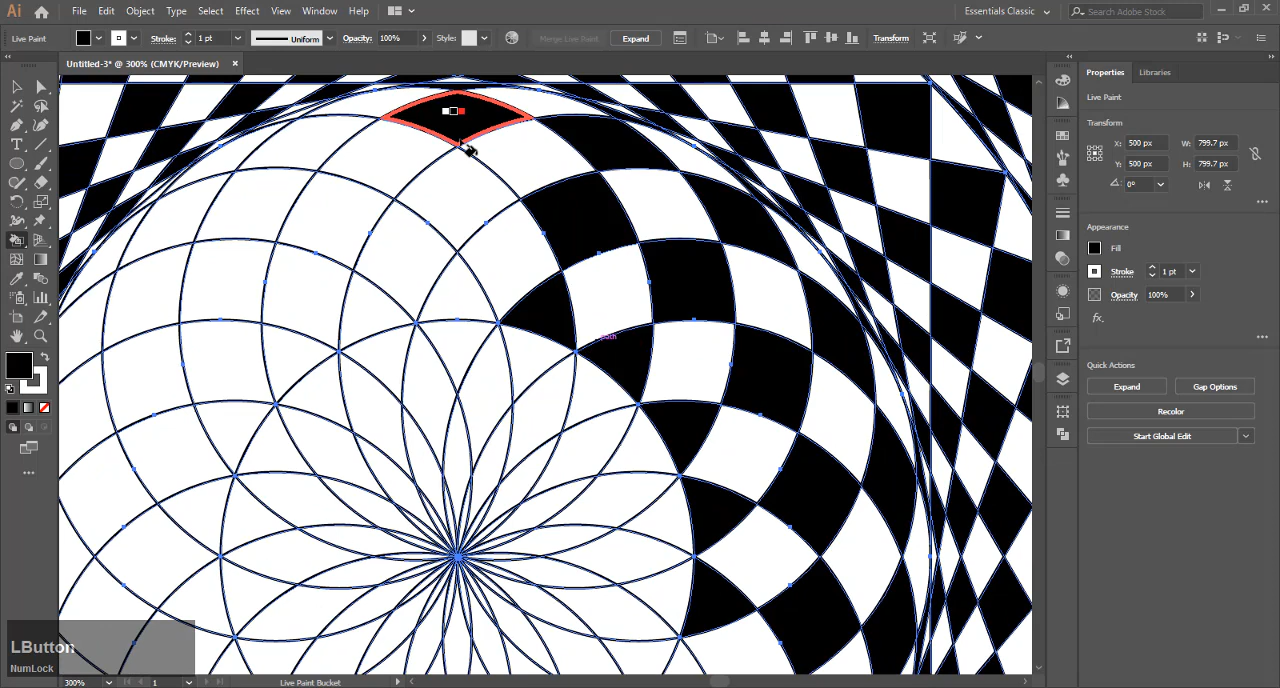 Ai File Edit Object Type Select Effect View Window Help Essentials Classic Search Adobe Stock
Live Paint Stroke: 1 pt Uniform Opacity: 100% Style: Merge Live Paint Expand Transform
Untitled-3* @ 300% (CMYK/Preview) ×
Properties Libraries
Live Paint
Transform
X: 500 px W: 799.7 px
Y: 500 px H: 799.7 px
0°
Appearance
Fill
Stroke 1 pt
Opacity 100%
fx.
Quick Actions
Expand Gap Options
Recolor
Start Global Edit
path
LButton
NumLock
300% 1 Live Paint Bucket